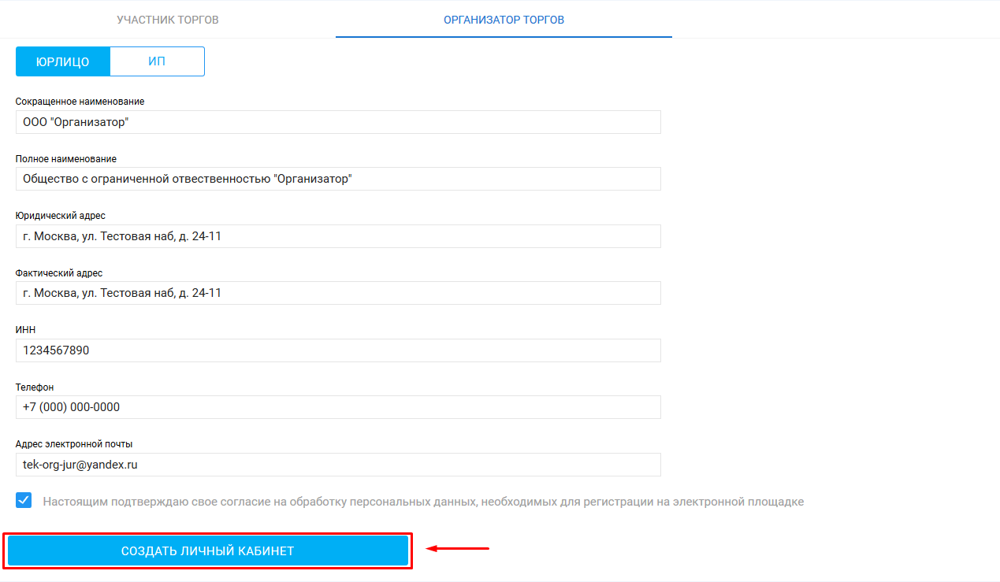 УЧАСТНИК ТОРГОВ
ОРГАНИЗАТОР ТОРГОВ
ЮРЛИЦО
ИП
Сокращенное наименование
ООО "Организатор"
Полное наименование
Общество с ограниченной отвественностью "Организатор"
Юридический адрес
г. Москва, ул. Тестовая наб, д. 24-11
Фактический адрес
г. Москва, ул. Тестовая наб, д. 24-11
ИНН
1234567890
Телефон
+7 (000) 000-0000
Адрес электронной почты
tek-org-jur@yandex.ru
Настоящим подтверждаю свое согласие на обработку персональных данных, необходимых для регистрации на электронной площадке
СОЗДАТЬ ЛИЧНЫЙ КАБИНЕТ